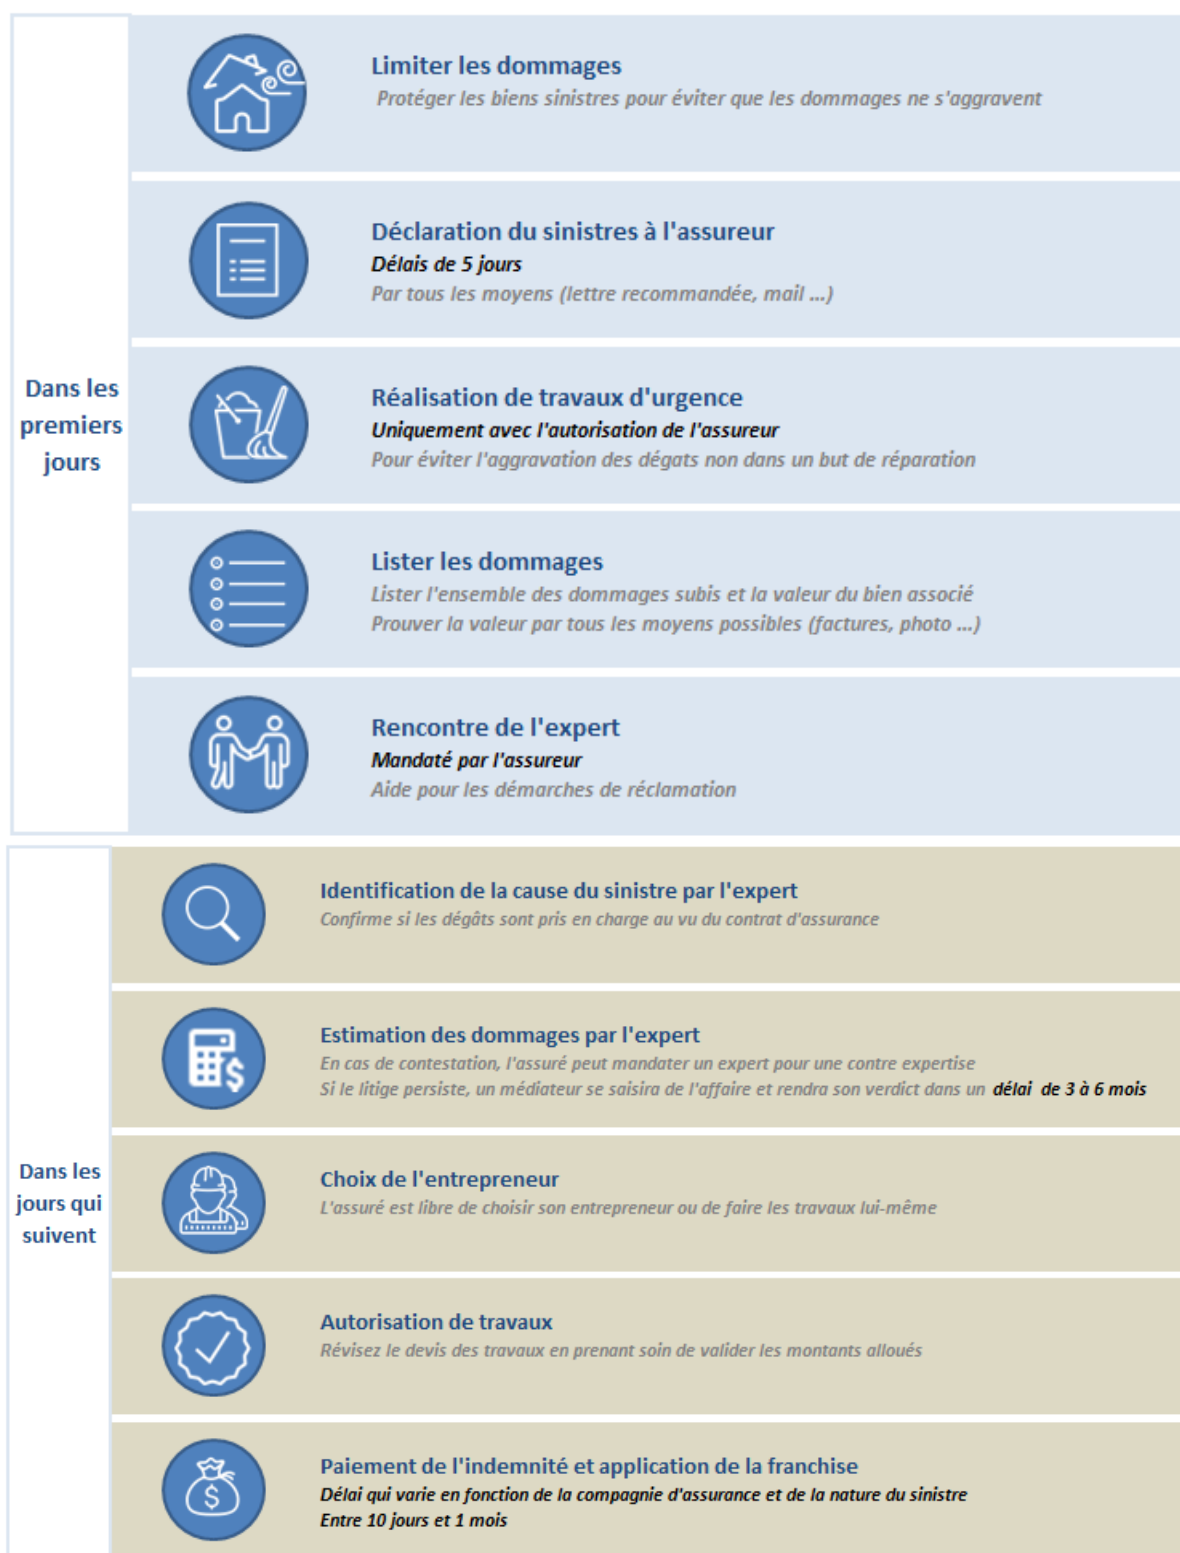 Limiter les dommages
Protéger les biens sinistres pour éviter que les dommages ne s'aggravent
Déclaration du sinistres à l'assureur
Délais de 5 jours
Par tous les moyens (lettre recommandée, mail ...)
Dans les
premiers
jours
Réalisation de travaux d'urgence
Uniquement avec l'autorisation de l'assureur
Pour éviter l'aggravation des dégats non dans un but de réparation
Lister les dommages
Lister l'ensemble des dommages subis et la valeur du bien associé
Prouver la valeur par tous les moyens possibles (factures, photo ...)
Rencontre de l'expert
Mandaté par l'assureur
Aide pour les démarches de réclamation
Identification de la cause du sinistre par l'expert
Confirme si les dégâts sont pris en charge au vu du contrat d'assurance
Estimation des dommages par l'expert
En cas de contestation, l'assuré peut mandater un expert pour une contre expertise
Si le litige persiste, un médiateur se saisira de l'affaire et rendra son verdict dans un délai de 3 à 6 mois
Dans les
jours qui
suivent
Choix de l'entrepreneur
L'assuré est libre de choisir son entrepreneur ou de faire les travaux lui-même
Autorisation de travaux
Révisez le devis des travaux en prenant soin de valider les montants alloués
Paiement de l'indemnité et application de la franchise
Délai qui varie en fonction de la compagnie d'assurance et de la nature du sinistre
Entre 10 jours et 1 mois